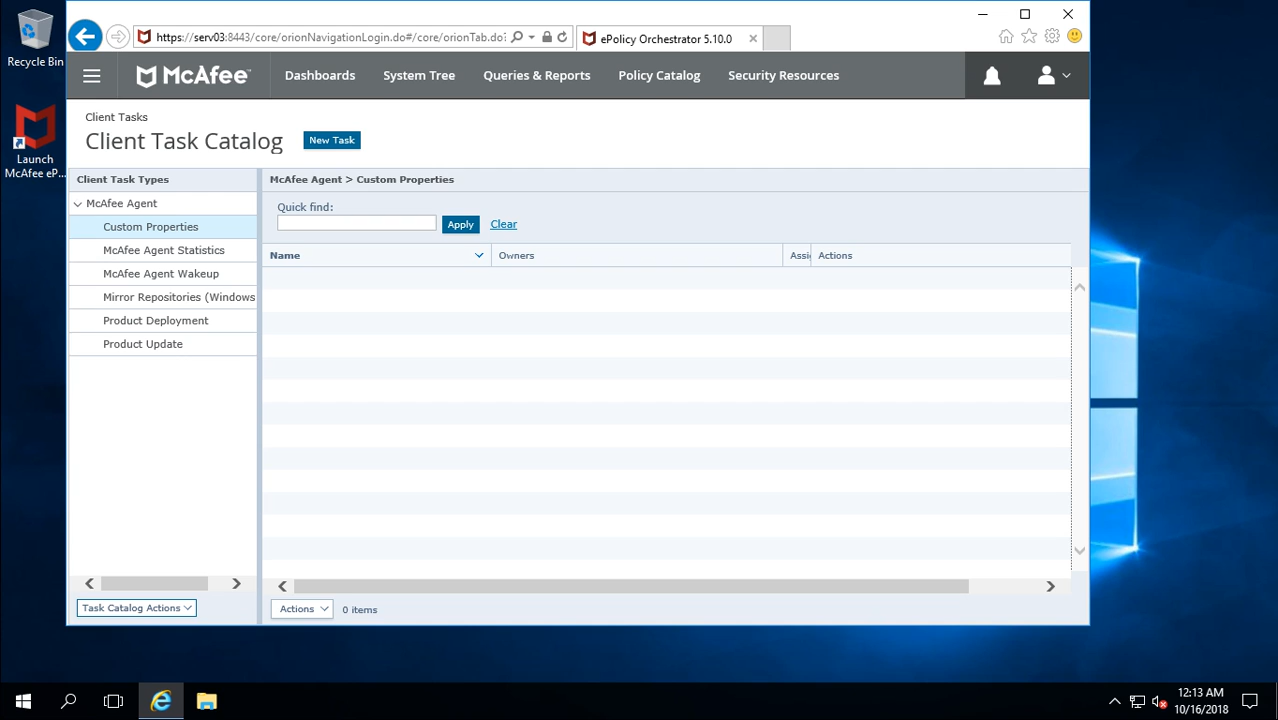 Recycle Bin
Launch
McAfee eP...
https://serv03:8443/core/orionNavigationLogin.do#/core/orionTab.do?
ePolicy Orchestrator 5.10.0
McAfee™
Dashboards
System Tree
Queries & Reports
Policy Catalog
Security Resources
Client Tasks
Client Task Catalog
New Task
Client Task Types
McAfee Agent
Custom Properties
McAfee Agent Statistics
McAfee Agent Wakeup
Mirror Repositories (Windows
Product Deployment
Product Update
Task Catalog Actions
McAfee Agent > Custom Properties
Quick find:
Apply
Clear
Name
Owners
Assi
Actions
Actions
0 items
12:13 AM
10/16/2018